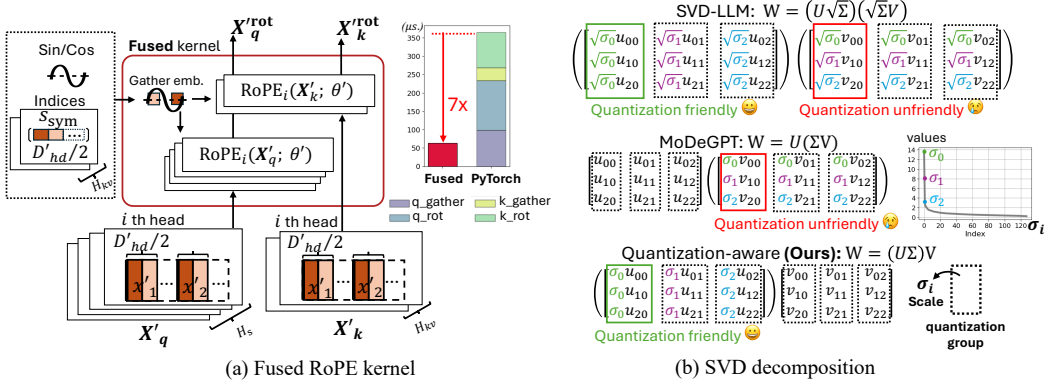 X'_q^rot
X'_k^rot
Sin/Cos
Fused kernel
Gather emb.
RoPE_i(X'_k; θ')
Indices
S_sym
...
D'_hd/2
H_kv
RoPE_i(X'_q; θ')
i th head
D'_hd/2
x'_1
x'_2
H_s
X'_q
i th head
D'_hd/2
x'_1
x'_2
H_kv
X'_k
(μs.)
350
300
250
200
150
100
50
0
7x
Fused PyTorch
q_gather
k_gather
q_rot
k_rot
(a) Fused RoPE kernel
SVD-LLM: W = (U√Σ)(√ΣV)
√σ₀u₀₀ √σ₁u₀₁ √σ₂u₀₂ √σ₀v₀₀ √σ₀v₀₁ √σ₀v₀₂
√σ₀u₁₀ √σ₁u₁₁ √σ₂u₁₂ √σ₁v₁₀ √σ₁v₁₁ √σ₁v₁₂
√σ₀u₂₀ √σ₁u₂₁ √σ₂u₂₂ √σ₂v₂₀ √σ₂v₂₁ √σ₂v₂₂
Quantization friendly 😀 Quantization unfriendly 😢
MoDeGPT: W = U(ΣV)
u₀₀ u₀₁ u₀₂ σ₀v₀₀ σ₀v₀₁ σ₀v₀₂
u₁₀ u₁₁ u₁₂ σ₁v₁₀ σ₁v₁₁ σ₁v₁₂
u₂₀ u₂₁ u₂₂ σ₂v₂₀ σ₂v₂₁ σ₂v₂₂
Quantization unfriendly 😢
values
14
12
10
8
6
4
2
0
σ₀
σ₁
σ₂
0 20 40 60 80 100 120
Index
σ_i
Quantization-aware (Ours): W = (UΣ)V
σ₀u₀₀ σ₁u₀₁ σ₂u₀₂ v₀₀ v₀₁ v₀₂
σ₀u₁₀ σ₁u₁₁ σ₂u₁₂ v₁₀ v₁₁ v₁₂
σ₀u₂₀ σ₁u₂₁ σ₂u₂₂ v₂₀ v₂₁ v₂₂
Quantization friendly 😀
σ_i
Scale
quantization
group
(b) SVD decomposition